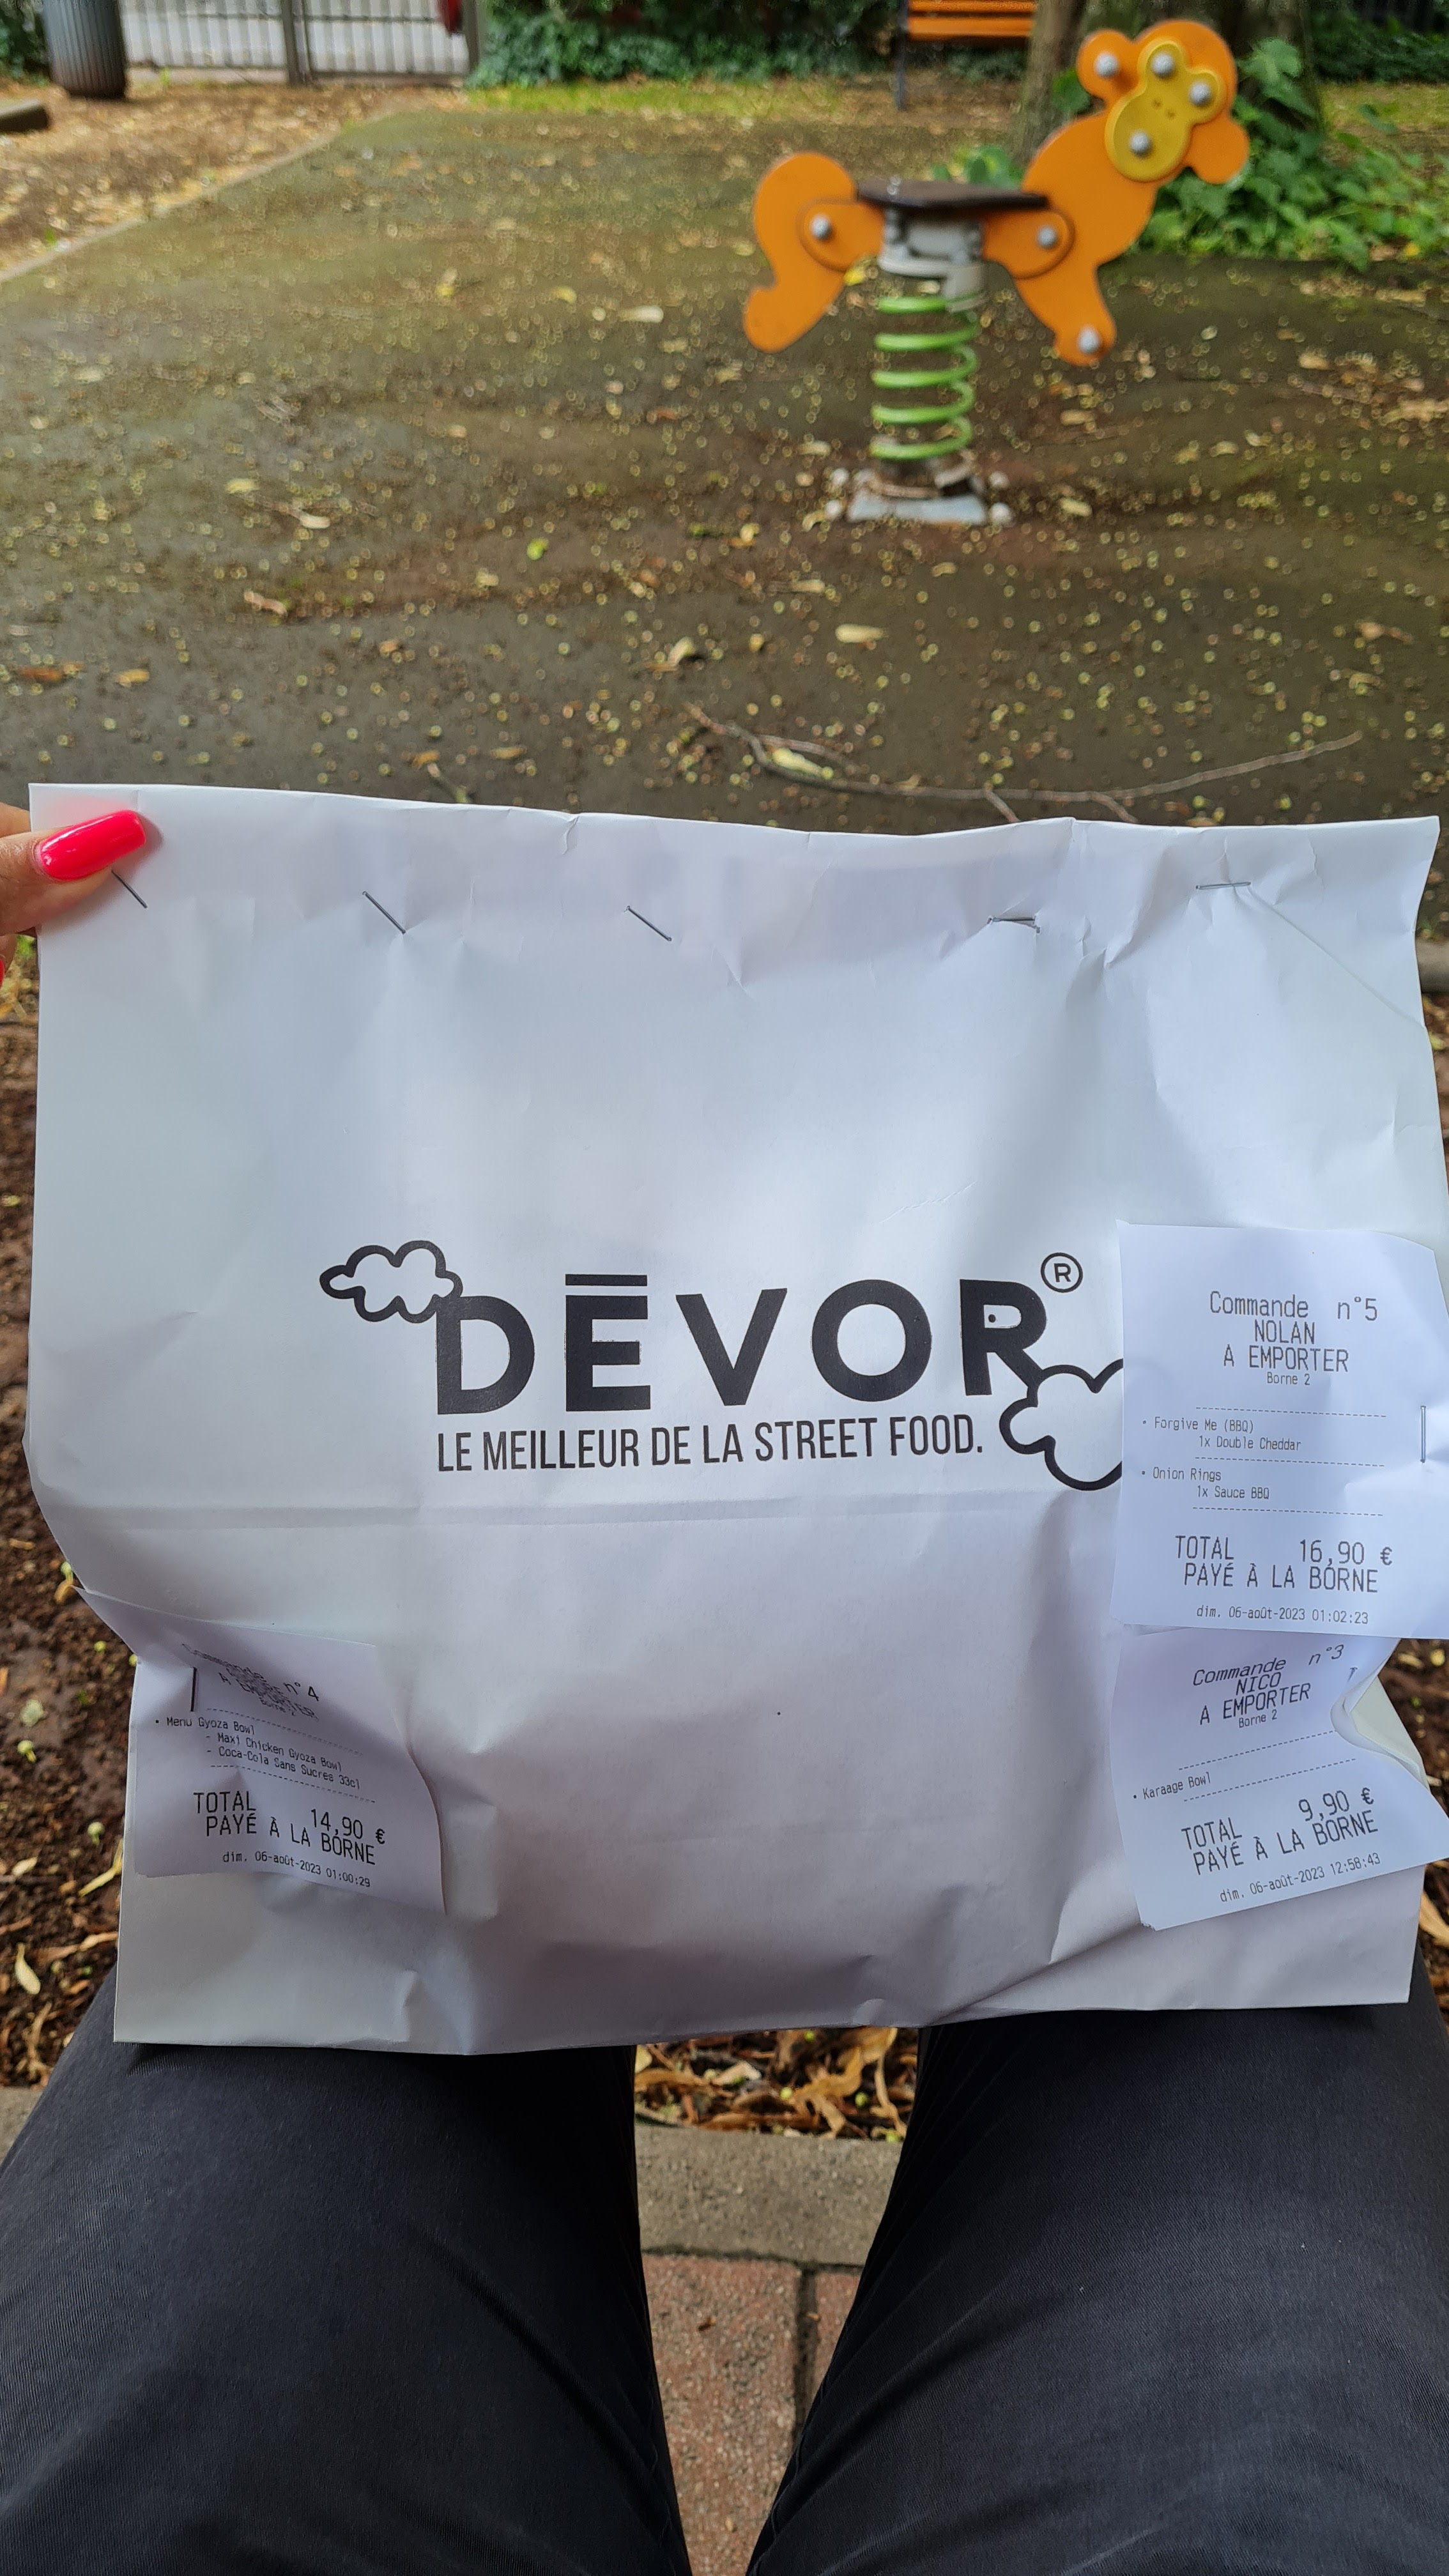 DĒVOR®
LE MEILLEUR DE LA STREET FOOD.
Commande n°5
NOLAN
A EMPORTER
Borne 2
• Forgive Me (BBQ)
1x Double Cheddar
• Onion Rings
1x Sauce BBQ
TOTAL 16,90 €
PAYÉ À LA BORNE
dim. 06-août-2023 01:02:23
Commande n°4
A EMPORTER
• Menu Gyoza Bowl
- Maxi Chicken Gyoza Bowl
- Coca-Cola Sans Sucres 33cl
TOTAL 14,90 €
PAYÉ À LA BORNE
dim. 06-août-2023 01:00:29
Commande n°3
NICO
A EMPORTER
Borne 2
• Karaage Bowl
TOTAL 9,90 €
PAYÉ À LA BORNE
dim. 06-août-2023 12:58:43